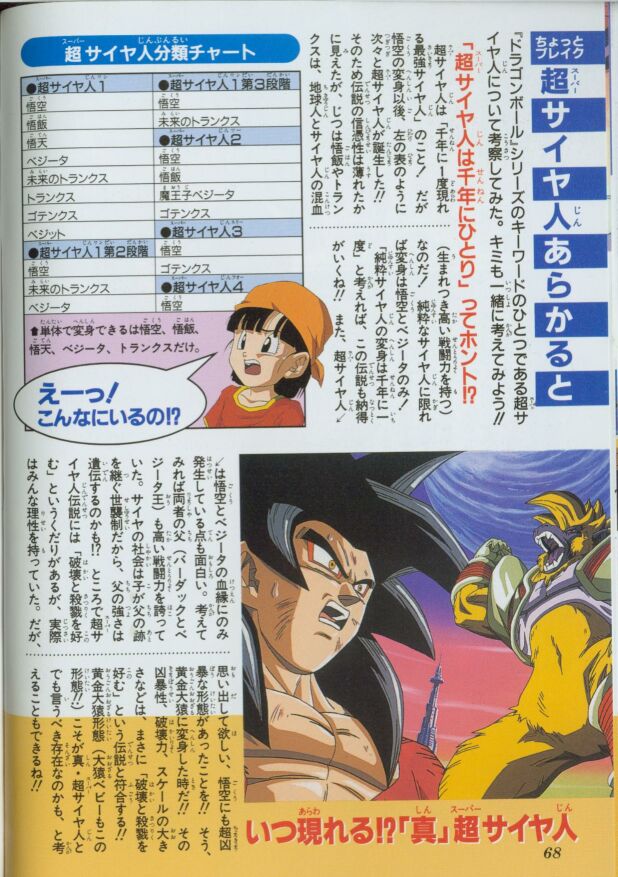 ちょっとブレイク
超サイヤ人あらかると
『ドラゴンボール』シリーズのキーワードのひとつである超サ
イヤ人について考察してみた。キミも一緒に考えてみよう!!
「超サイヤ人は千年にひとり」ってホント!?
超サイヤ人は「千年に1度現れ
る最強サイヤ人」のこと! だが
悟空の変身以後、左の表のように
次々と超サイヤ人が誕生した!!
そのため伝説の信憑性は薄れたか
に見えたが、じつは悟飯やトラン
クスは、地球人とサイヤ人の混血
(生まれつき高い戦闘力を持つ)
なのだ! 純粋なサイヤ人に限れ
ば変身は悟空とベジータのみ!
「純粋サイヤ人の変身は千年に一
度」と考えれば、この伝説も納得
がいくね!! また、超サイヤ人↙
超サイヤ人分類チャート
●超サイヤ人1
悟空
悟飯
悟天
ベジータ
未来のトランクス
トランクス
ゴテンクス
ベジット
●超サイヤ人1第2段階
悟空
未来のトランクス
ベジータ
●超サイヤ人1第3段階
悟空
未来のトランクス
●超サイヤ人2
悟空
悟飯
魔王子ベジータ
ゴテンクス
●超サイヤ人3
悟空
ゴテンクス
●超サイヤ人4
悟空
⬆単体で変身できるは悟空、悟飯、
悟天、ベジータ、トランクスだけ。
えーっ!
こんなにいるの!?
↙は悟空とベジータの血縁にのみ
発生している点も面白い。考えて
みれば両者の父(バーダックとベ
ジータ王)も高い戦闘力を誇って
いた。サイヤの社会は子が父の跡
を継ぐ世襲制だから、父の強さは
遺伝するのかも!? ところで超サ
イヤ人伝説には「破壊と殺戮を好
む」というくだりがあるが、実際
はみんな理性を持っていた。だが、
思い出して欲しい、悟空にも超凶
暴な形態があったことを!! そう、
黄金大猿に変身した時だ!! その
凶暴性、破壊力、スケールの大き
さなどは、まさに「破壊と殺戮を
好む」という伝説と符合する!!
黄金大猿形態(大猿ベビーもこの
形態!!)こそが真・超サイヤ人と
でも言うべき存在なのかも、と考
えることもできるね!!
いつ現れる!?「真」超サイヤ人
68